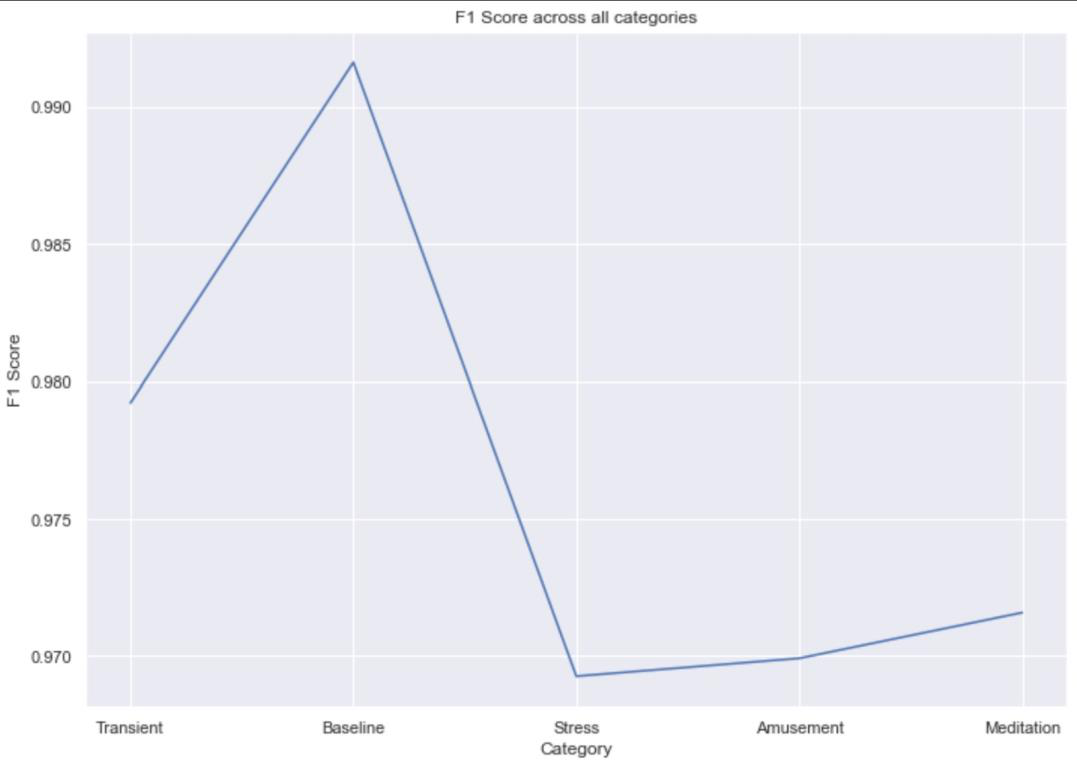 F1 Score across all categories
F1 Score
0.990
0.985
0.980
0.975
0.970
Transient
Baseline
Stress
Amusement
Meditation
Category